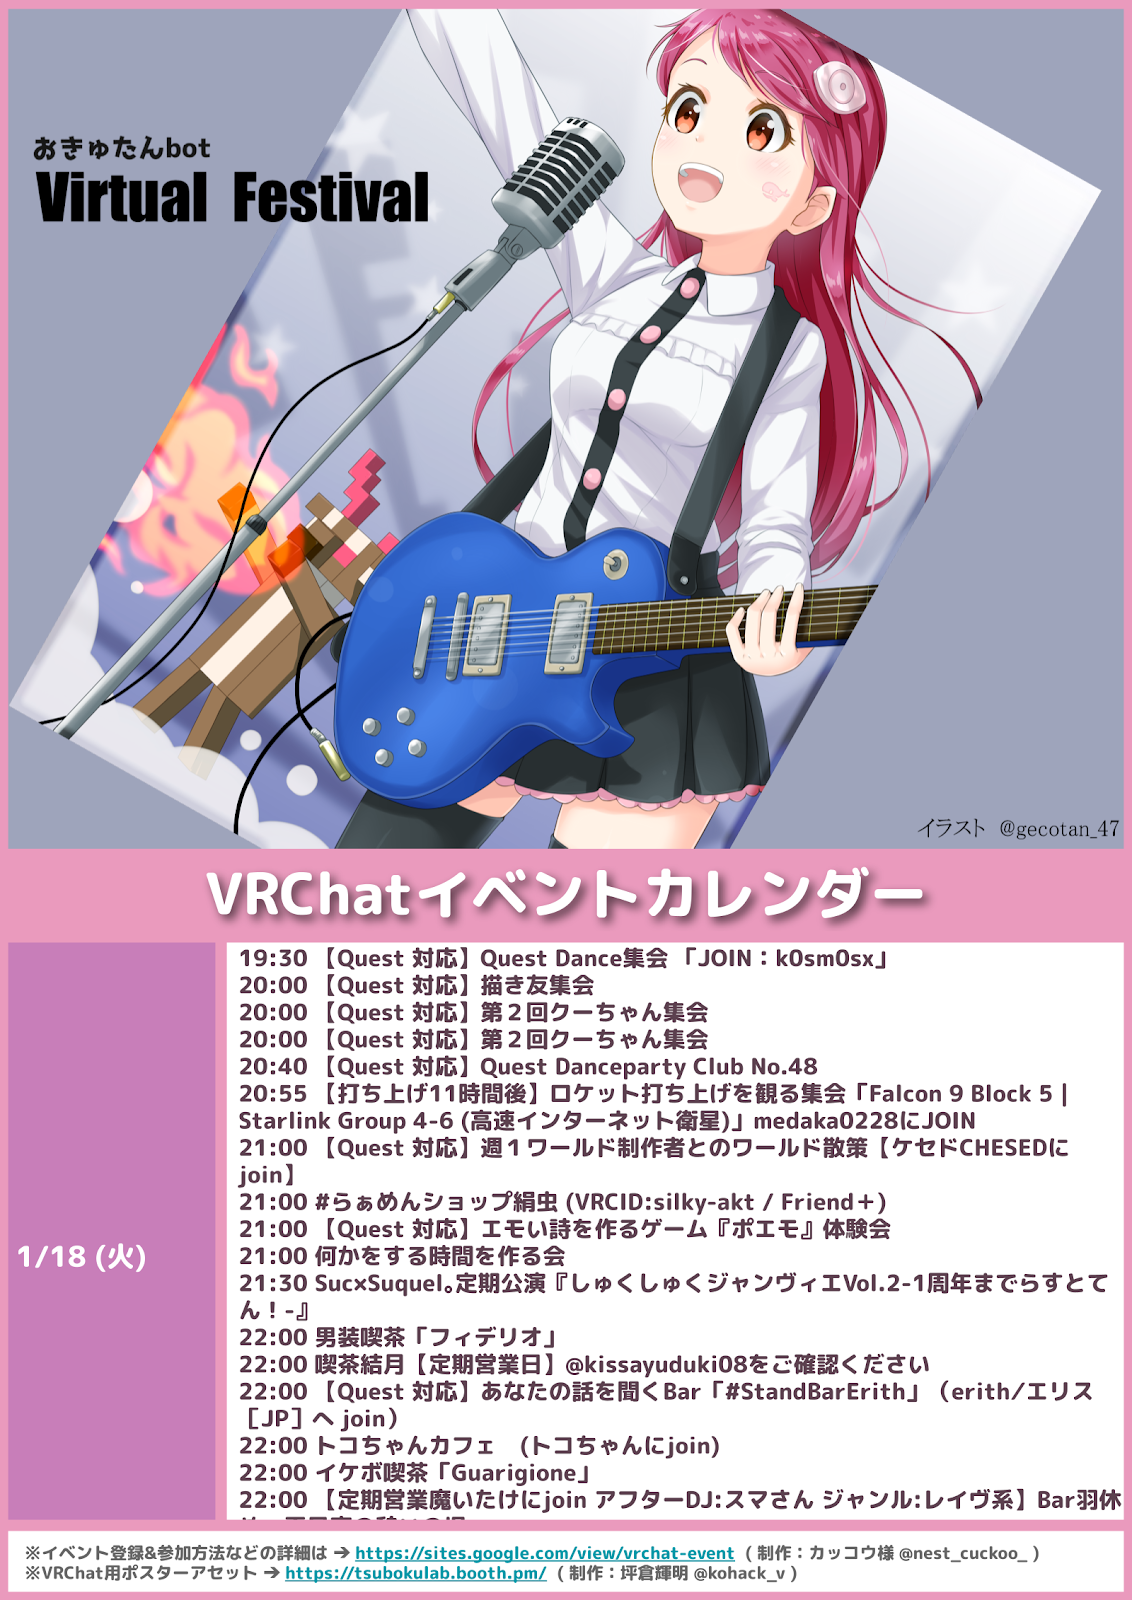 おきゅたんbot
Virtual Festival
イラスト @gecotan_47
VRChatイベントカレンダー
1/18 (火)
19:30 【Quest 対応】Quest Dance集会 「JOIN：k0sm0sx」
20:00 【Quest 対応】描き友集会
20:00 【Quest 対応】第２回クーちゃん集会
20:00 【Quest 対応】第２回クーちゃん集会
20:40 【Quest 対応】Quest Danceparty Club No.48
20:55 【打ち上げ11時間後】ロケット打ち上げを観る集会「Falcon 9 Block 5 |
Starlink Group 4-6 (高速インターネット衛星)」medaka0228にJOIN
21:00 【Quest 対応】週１ワールド制作者とのワールド散策【ケセドCHESEDに
join】
21:00 #らぁめんショップ絹虫 (VRCID:silky-akt / Friend＋)
21:00 【Quest 対応】エモい詩を作るゲーム『ポエモ』体験会
21:00 何かをする時間を作る会
21:30 Suc×Suquel｡定期公演『しゅくしゅくジャンヴィエVol.2-1周年までらすとて
ん！-』
22:00 男装喫茶「フィデリオ」
22:00 喫茶結月【定期営業日】@kissayuduki08をご確認ください
22:00 【Quest 対応】あなたの話を聞くBar「#StandBarErith」（erith/エリス
［JP］へ join）
22:00 トコちゃんカフェ　(トコちゃんにjoin)
22:00 イケボ喫茶「Guarigione」
22:00 【定期営業魔いたけにjoin アフターDJ:スマさん ジャンル:レイヴ系】Bar羽休
※イベント登録&参加方法などの詳細は ➔ https://sites.google.com/view/vrchat-event （ 制作：カッコウ様 @nest_cuckoo_ ）
※VRChat用ポスターアセット ➔ https://tsubokulab.booth.pm/ （ 制作：坪倉輝明 @kohack_v ）